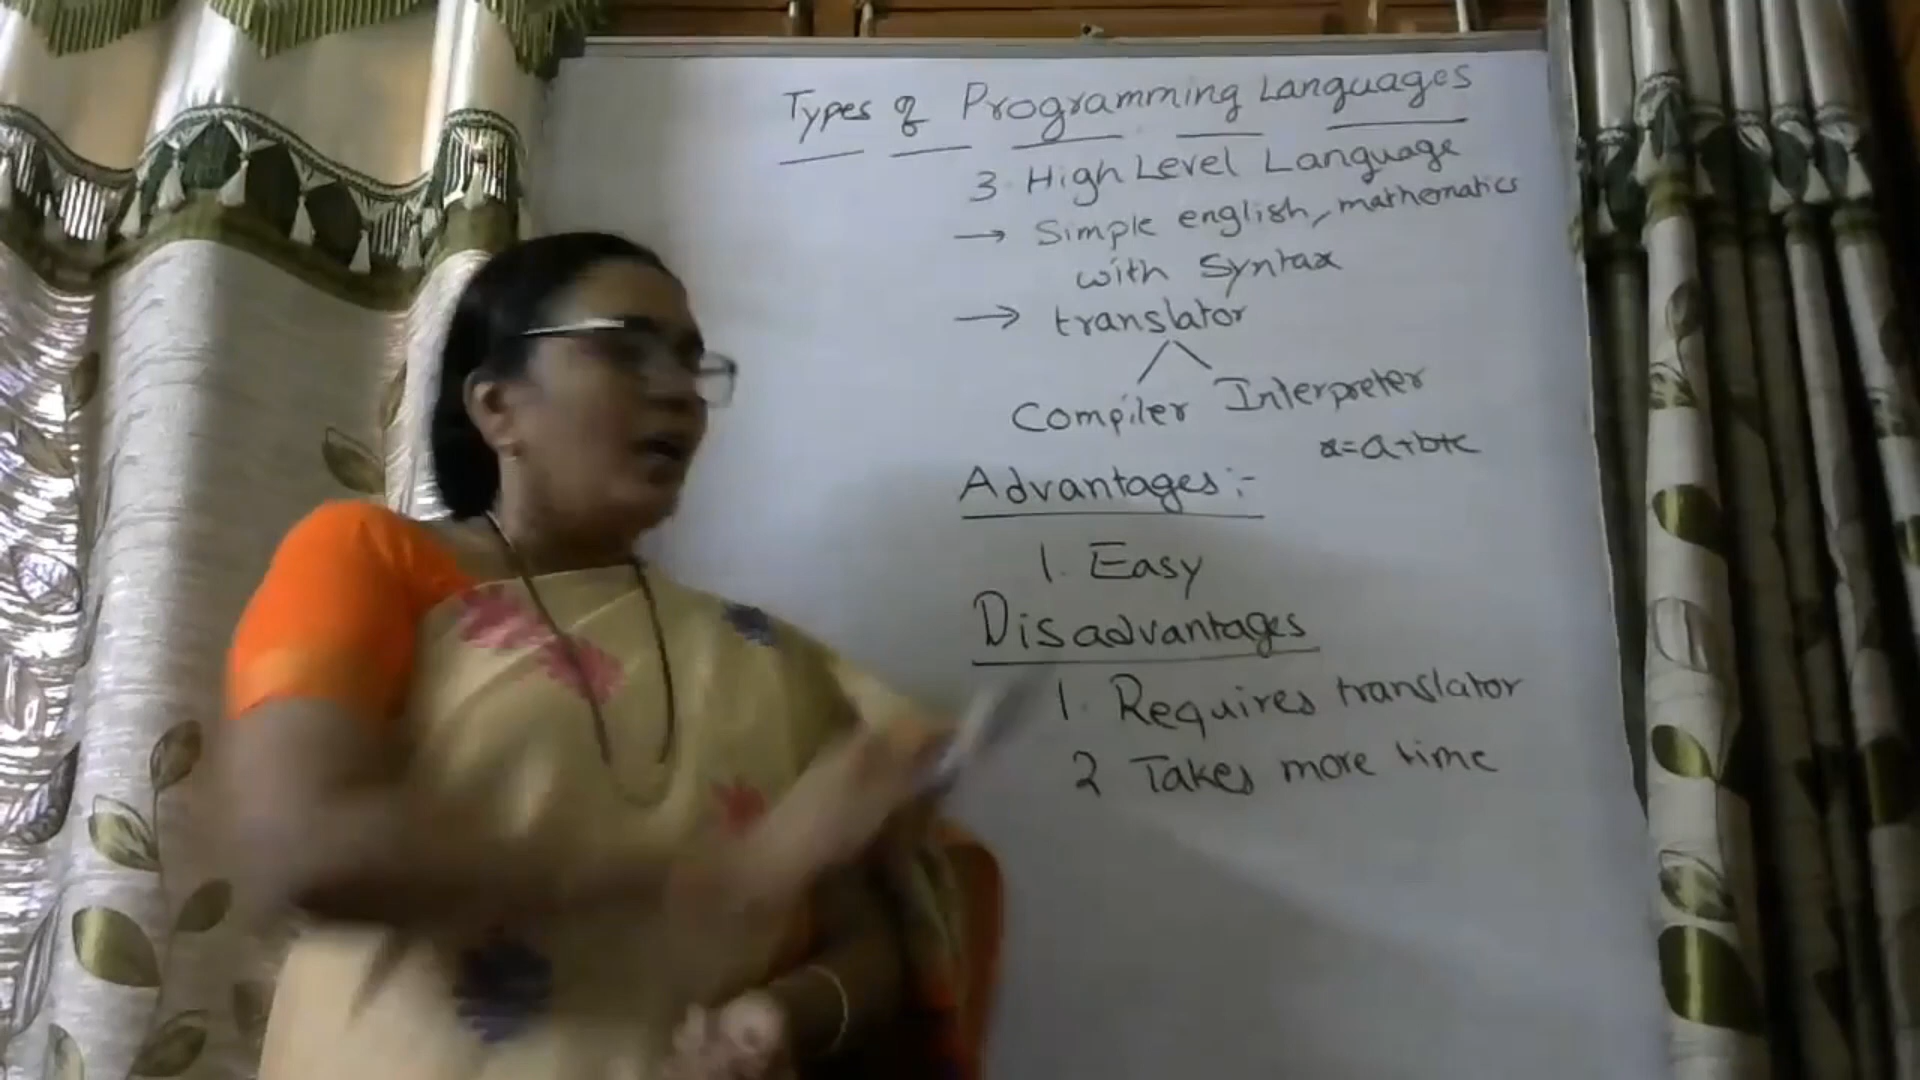 Types of Programming Languages
3. High Level Language
→ Simple english, mathematics
with Syntax
→ translator
Compiler Interpreter
x=a+b+c
Advantages :-
1. Easy
Disadvantages
1. Requires translator
2 Takes more time